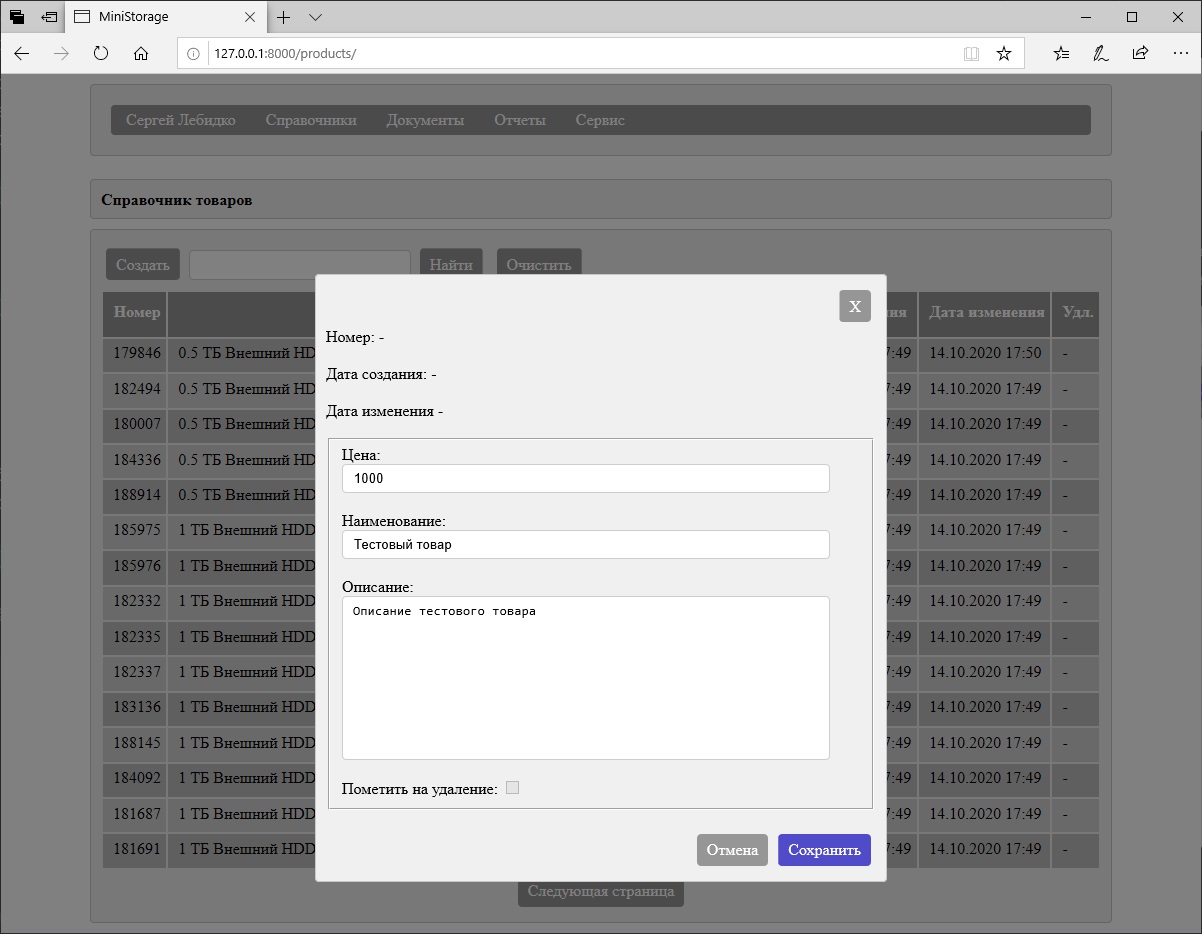 MiniStorage
127.0.0.1:8000/products/
Сергей Лебидко Справочники Документы Отчеты Сервис
Справочник товаров
Создать Найти Очистить
Номер Дата изменения Удл.
X
Номер: -
Дата создания: -
Дата изменения -
Цена:
1000
Наименование:
Тестовый товар
Описание:
Описание тестового товара
Пометить на удаление:
Отмена Сохранить
179846 0.5 ТБ Внешний HD 7:49 14.10.2020 17:50 -
182494 0.5 ТБ Внешний HD 7:49 14.10.2020 17:49 -
180007 0.5 ТБ Внешний HD 7:49 14.10.2020 17:49 -
184336 0.5 ТБ Внешний HD 7:49 14.10.2020 17:49 -
188914 0.5 ТБ Внешний HD 7:49 14.10.2020 17:49 -
185975 1 ТБ Внешний HDD 7:49 14.10.2020 17:49 -
185976 1 ТБ Внешний HDD 7:49 14.10.2020 17:49 -
182332 1 ТБ Внешний HDD 7:49 14.10.2020 17:49 -
182335 1 ТБ Внешний HDD 7:49 14.10.2020 17:49 -
182337 1 ТБ Внешний HDD 7:49 14.10.2020 17:49 -
183136 1 ТБ Внешний HDD 7:49 14.10.2020 17:49 -
188145 1 ТБ Внешний HDD 7:49 14.10.2020 17:49 -
184092 1 ТБ Внешний HDD 7:49 14.10.2020 17:49 -
181687 1 ТБ Внешний HDD 7:49 14.10.2020 17:49 -
181691 1 ТБ Внешний HDD 7:49 14.10.2020 17:49 -
Следующая страница